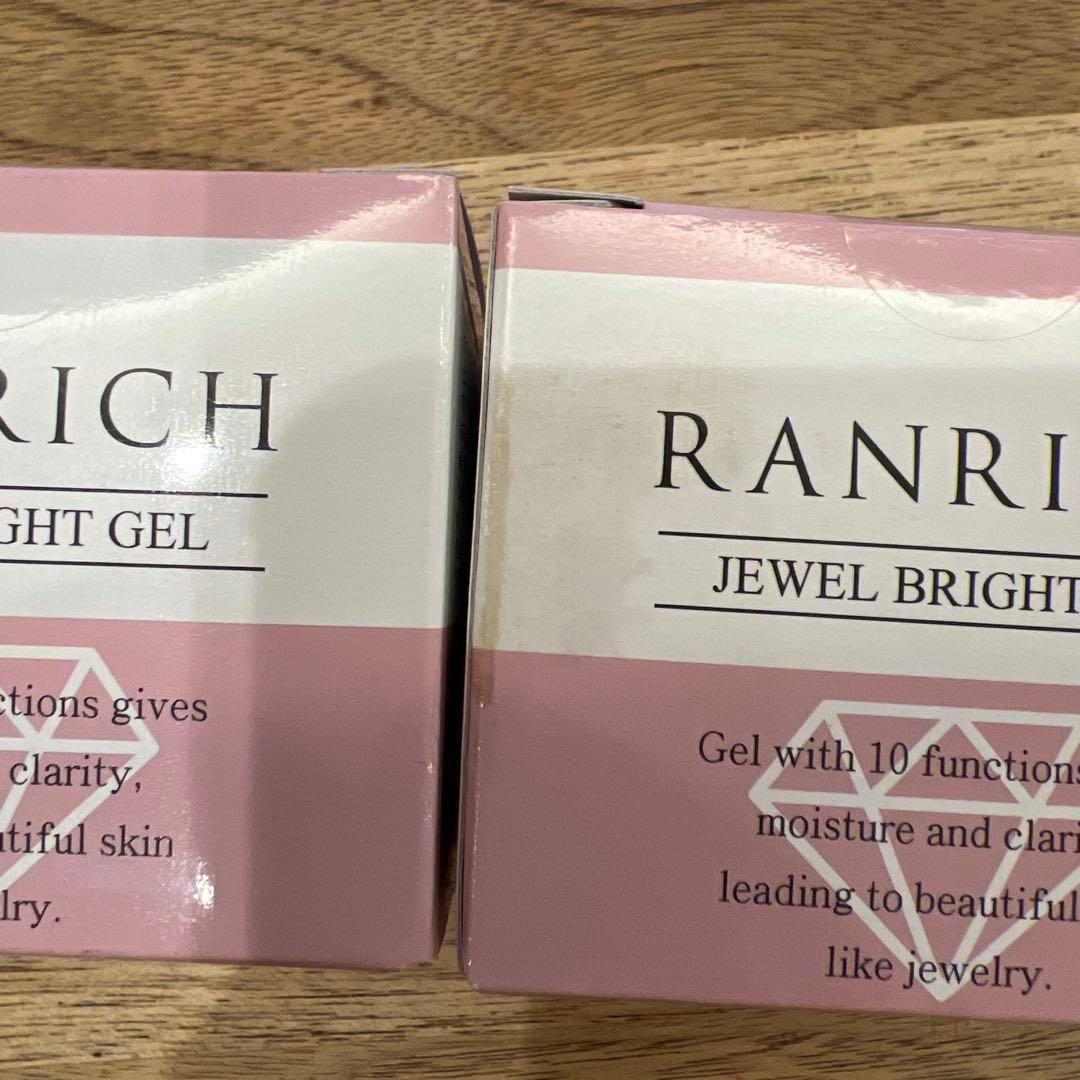 RICH
GHT GEL
ctions gives
clarity,
utiful skin
lry.
RANRI
JEWEL BRIGHT
Gel with 10 functions
moisture and clari
leading to beautiful
like jewelry.